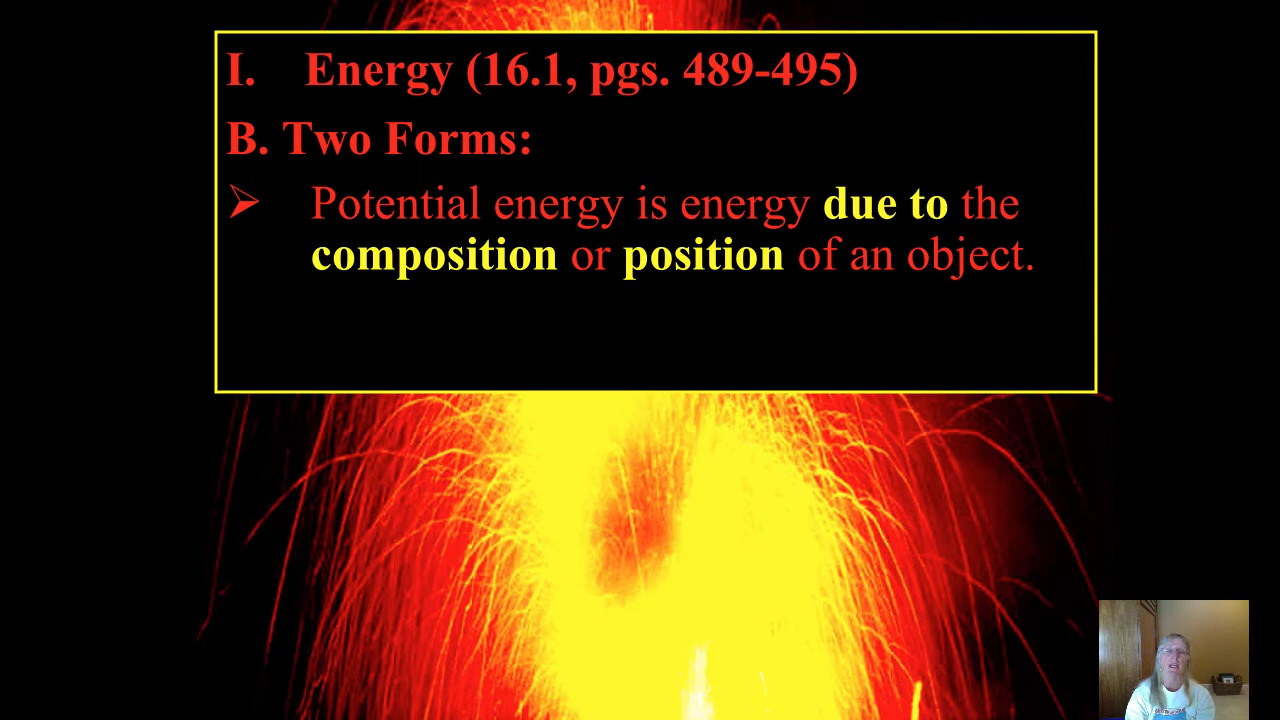 I. Energy (16.1, pgs. 489-495)
B. Two Forms:
➢ Potential energy is energy due to the
composition or position of an object.